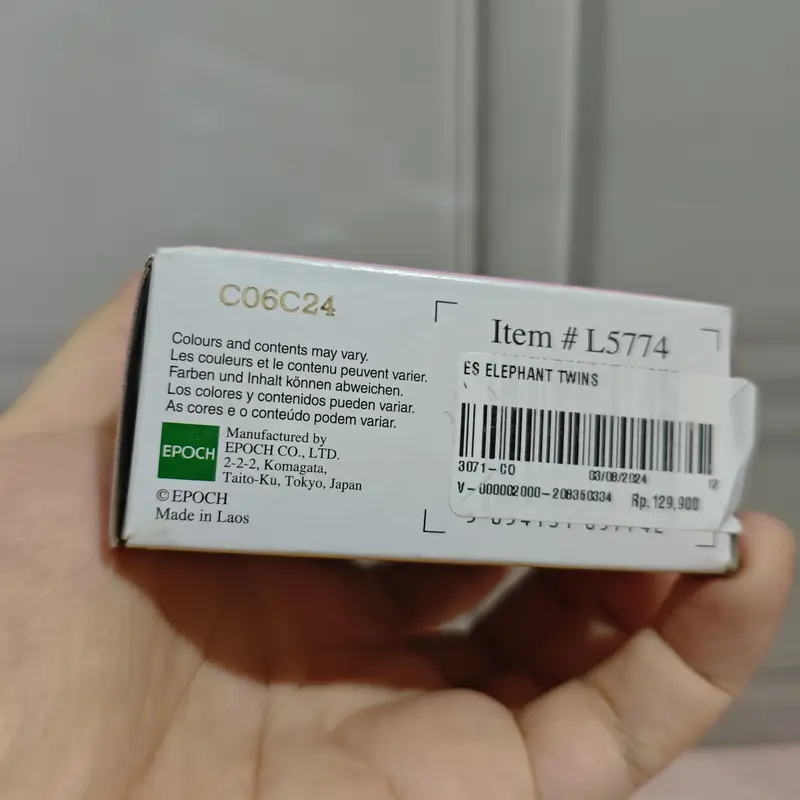 C06C24
Colours and contents may vary.
Les couleurs et le contenu peuvent varier.
Farben und Inhalt können abweichen.
Los colores y contenidos pueden variar.
As cores e o conteúdo podem variar.
EPOCH
Manufactured by
EPOCH CO., LTD.
2-2-2, Komagata,
Taito-Ku, Tokyo, Japan
©EPOCH
Made in Laos
Item # L5774
ES ELEPHANT TWINS
3071-CO 03/08/2024 12
V-000002000-208350334 Rp.129,900